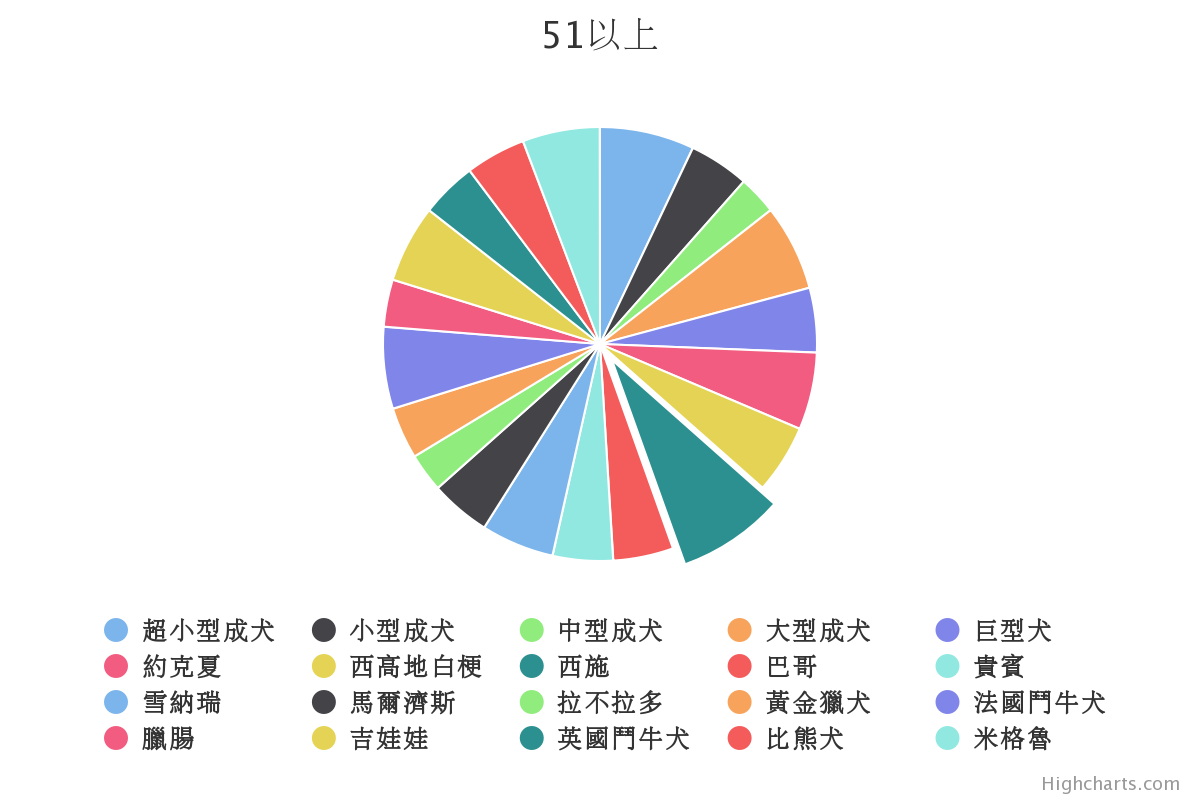 51以上
超小型成犬 小型成犬 中型成犬 大型成犬 巨型犬
約克夏 西高地白梗 西施 巴哥 貴賓
雪納瑞 馬爾濟斯 拉不拉多 黃金獵犬 法國鬥牛犬
臘腸 吉娃娃 英國鬥牛犬 比熊犬 米格魯
Highcharts.com